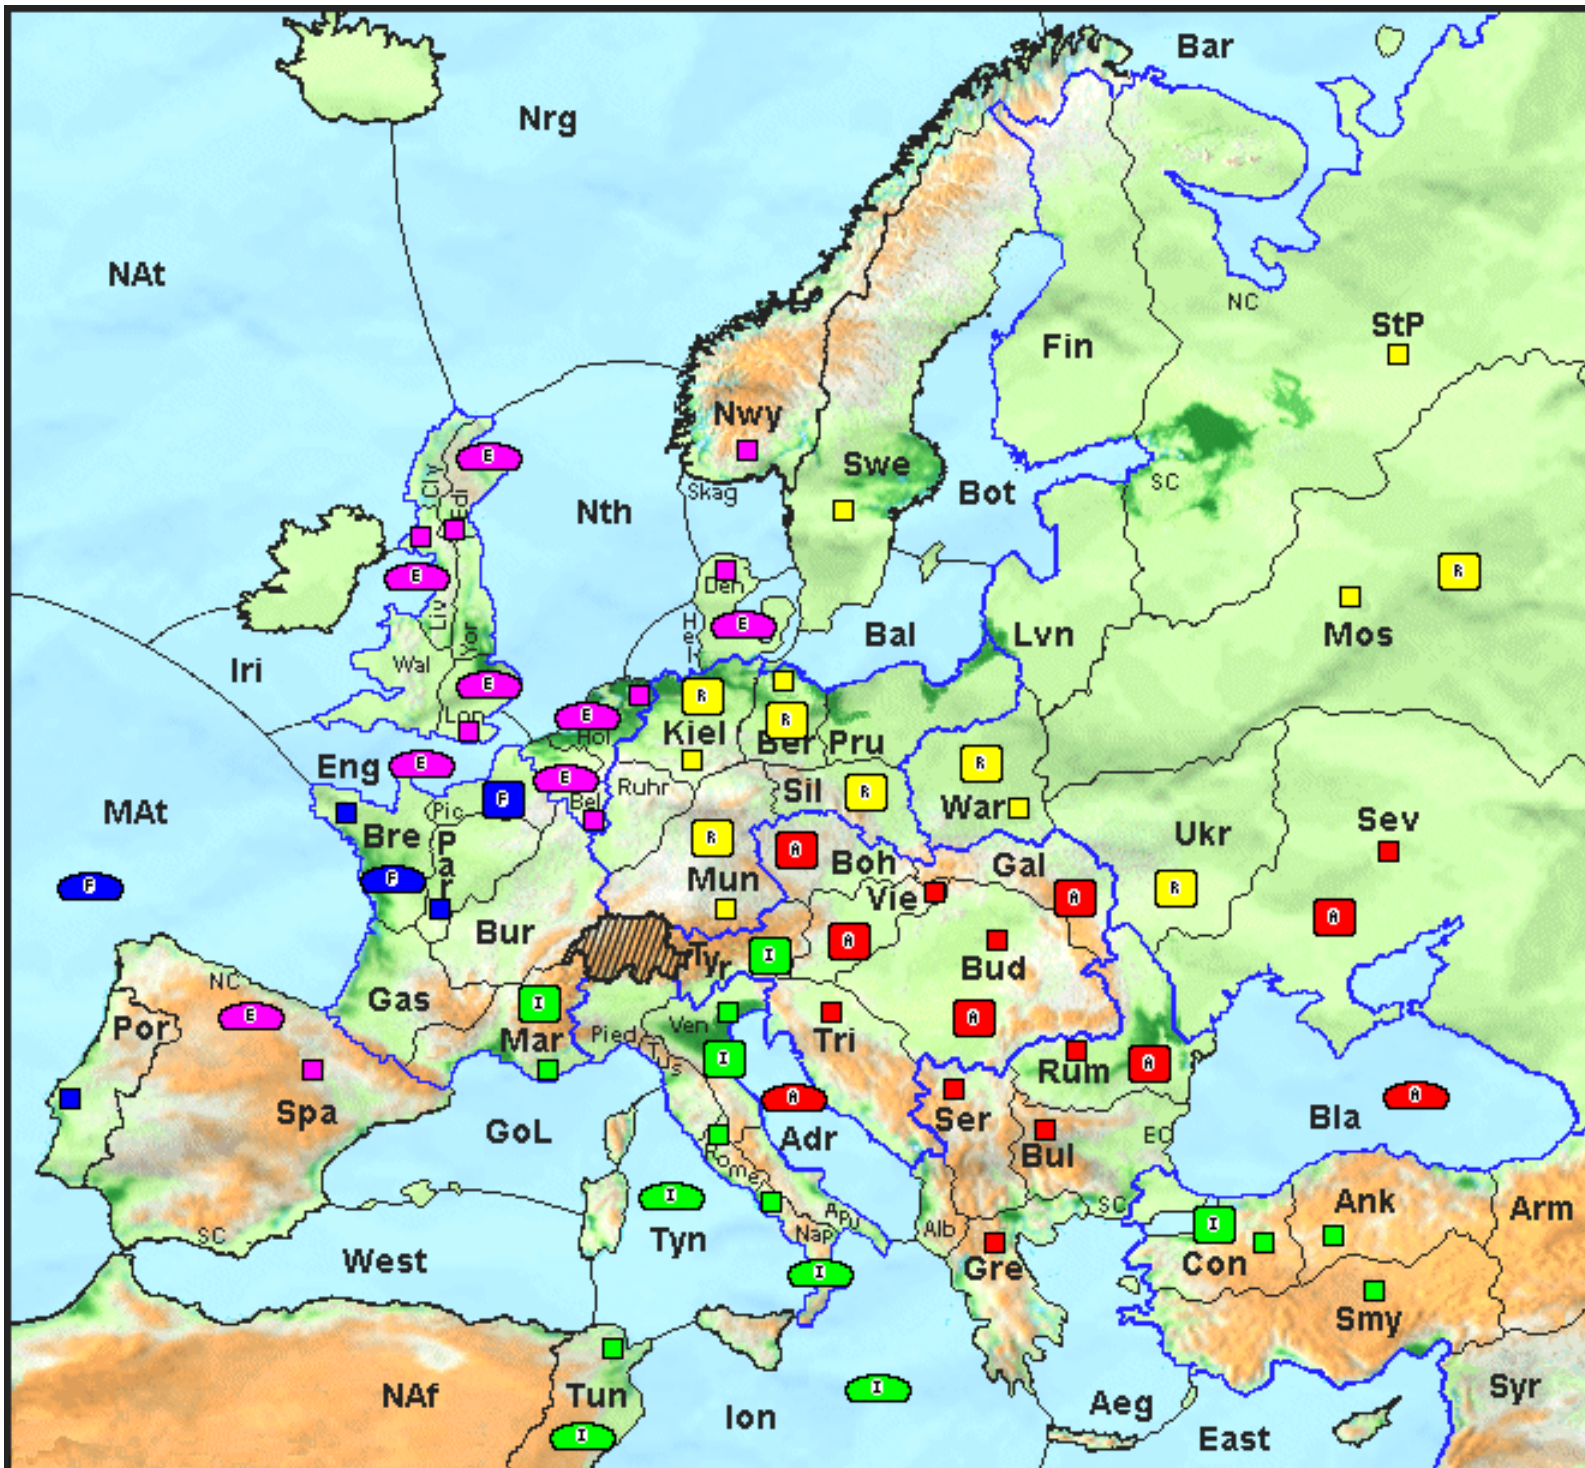 Bar
Nrg
NAt
NC
StP
Fin
Nwy
E
Swe
SC
Skag
Bot
Cly
Edi
Nth
R
E
Den
Liv
Yor
E
Hel
Bal
Lvn
Mos
Iri
Wal
E
R
Lon
E
Hol
Kiel
R
Ber
Pru
R
Eng
E
E
Ruhr
Sil
R
War
F
Bel
Pic
MAt
Bre
Par
R
A
Boh
Gal
Ukr
Sev
F
F
Mun
Vie
A
R
A
Bur
Tyr
I
A
Bud
NC
Gas
I
E
Por
Mar
Pied
Ven
Tri
A
Tus
I
Rum
A
Spa
GoL
A
Adr
Ser
A
Bla
Bul
EC
Rome
I
Tyn
Apu
SC
Ank
Arm
SC
West
Nap
Alb
I
Con
Gre
I
Smy
NAf
Tun
I
Ion
Aeg
Syr
I
East